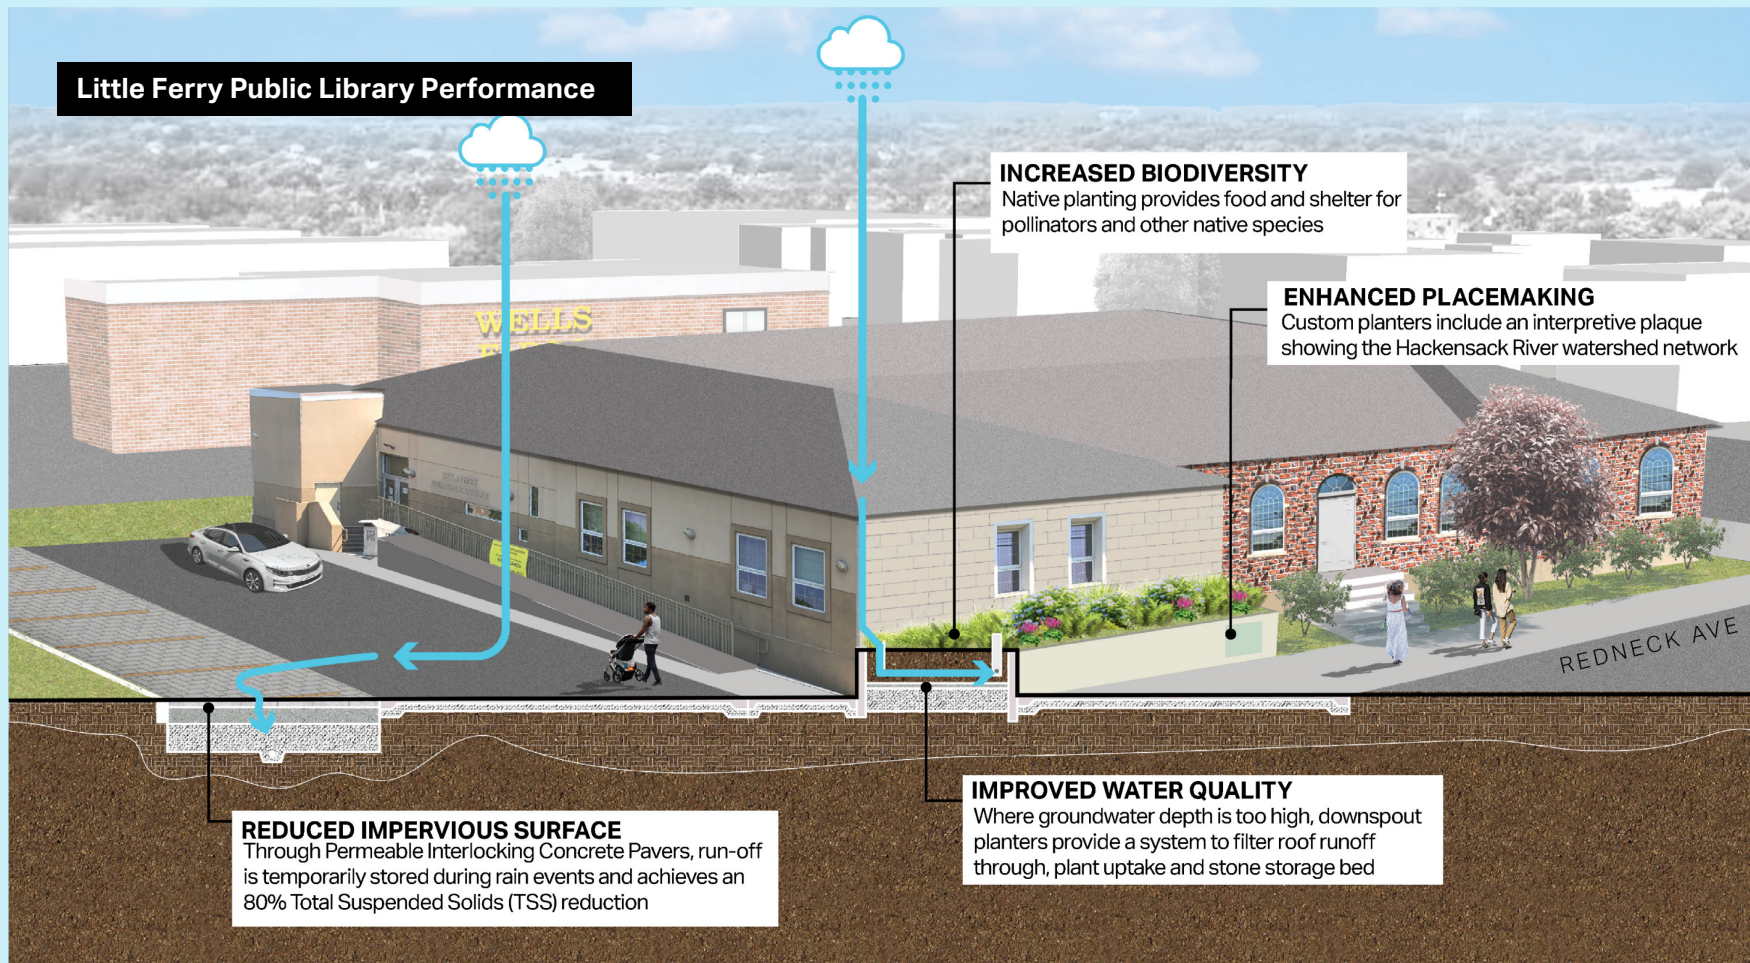 Little Ferry Public Library Performance
INCREASED BIODIVERSITY
Native planting provides food and shelter for
pollinators and other native species
ENHANCED PLACEMAKING
Custom planters include an interpretive plaque
showing the Hackensack River watershed network
WELLS
REDNECK AVE
IMPROVED WATER QUALITY
Where groundwater depth is too high, downspout
planters provide a system to filter roof runoff
through, plant uptake and stone storage bed
REDUCED IMPERVIOUS SURFACE
Through Permeable Interlocking Concrete Pavers, run-off
is temporarily stored during rain events and achieves an
80% Total Suspended Solids (TSS) reduction